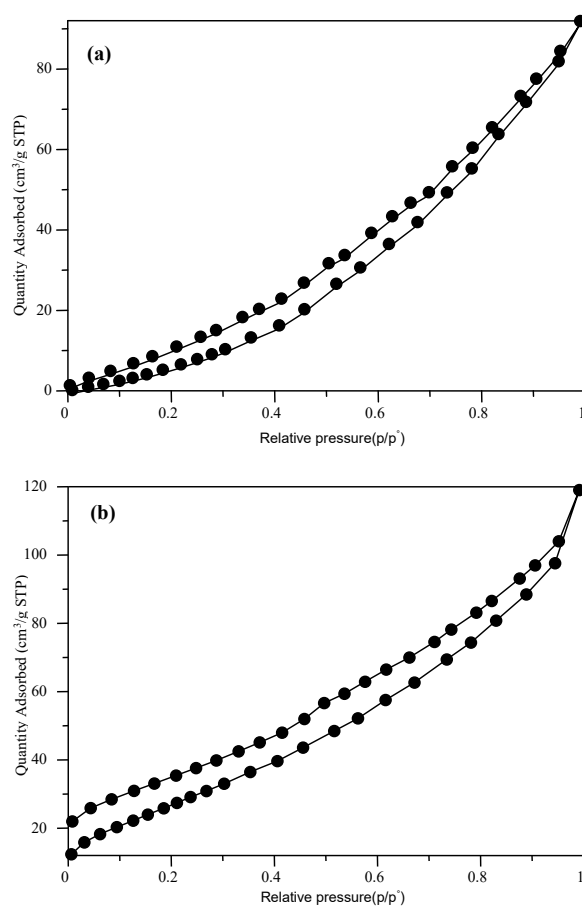 (a)
Quantity Adsorbed (cm³/g STP)
80
60
40
20
0
0 0.2 0.4 0.6 0.8 1
Relative pressure(p/p°)
(b)
Quantity Adsorbed (cm³/g STP)
120
100
80
60
40
20
0 0.2 0.4 0.6 0.8 1
Relative pressure(p/p°)